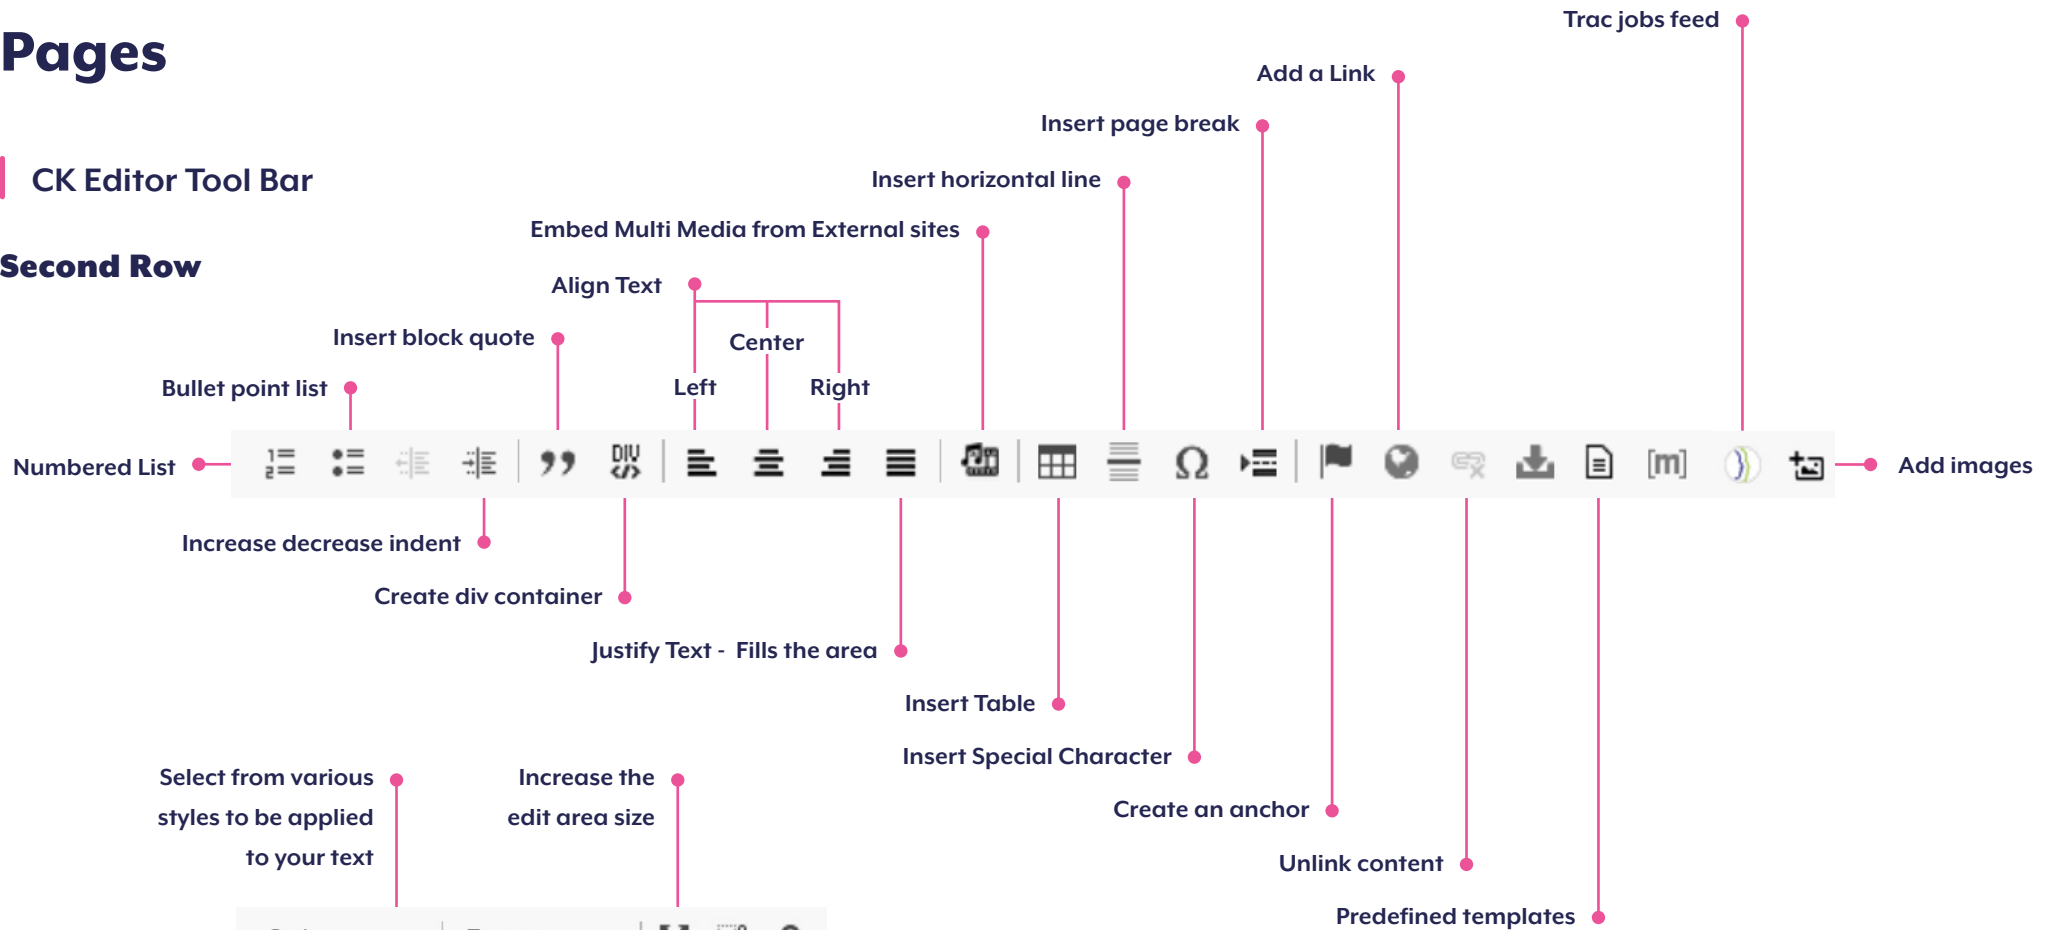 Trac jobs feed
Pages
Add a Link
Insert page break
CK Editor Tool Bar
Insert horizontal line
Embed Multi Media from External sites
Second Row
Align Text
Insert block quote
Center
Bullet point list
Left
Right
DIV
Numbered List
[m]
Add images
Increase decrease indent
Create div container
Justify Text - Fills the area
Insert Table
Insert Special Character
Select from various
styles to be applied
to your text
Increase the
edit area size
Create an anchor
Unlink content
Predefined templates